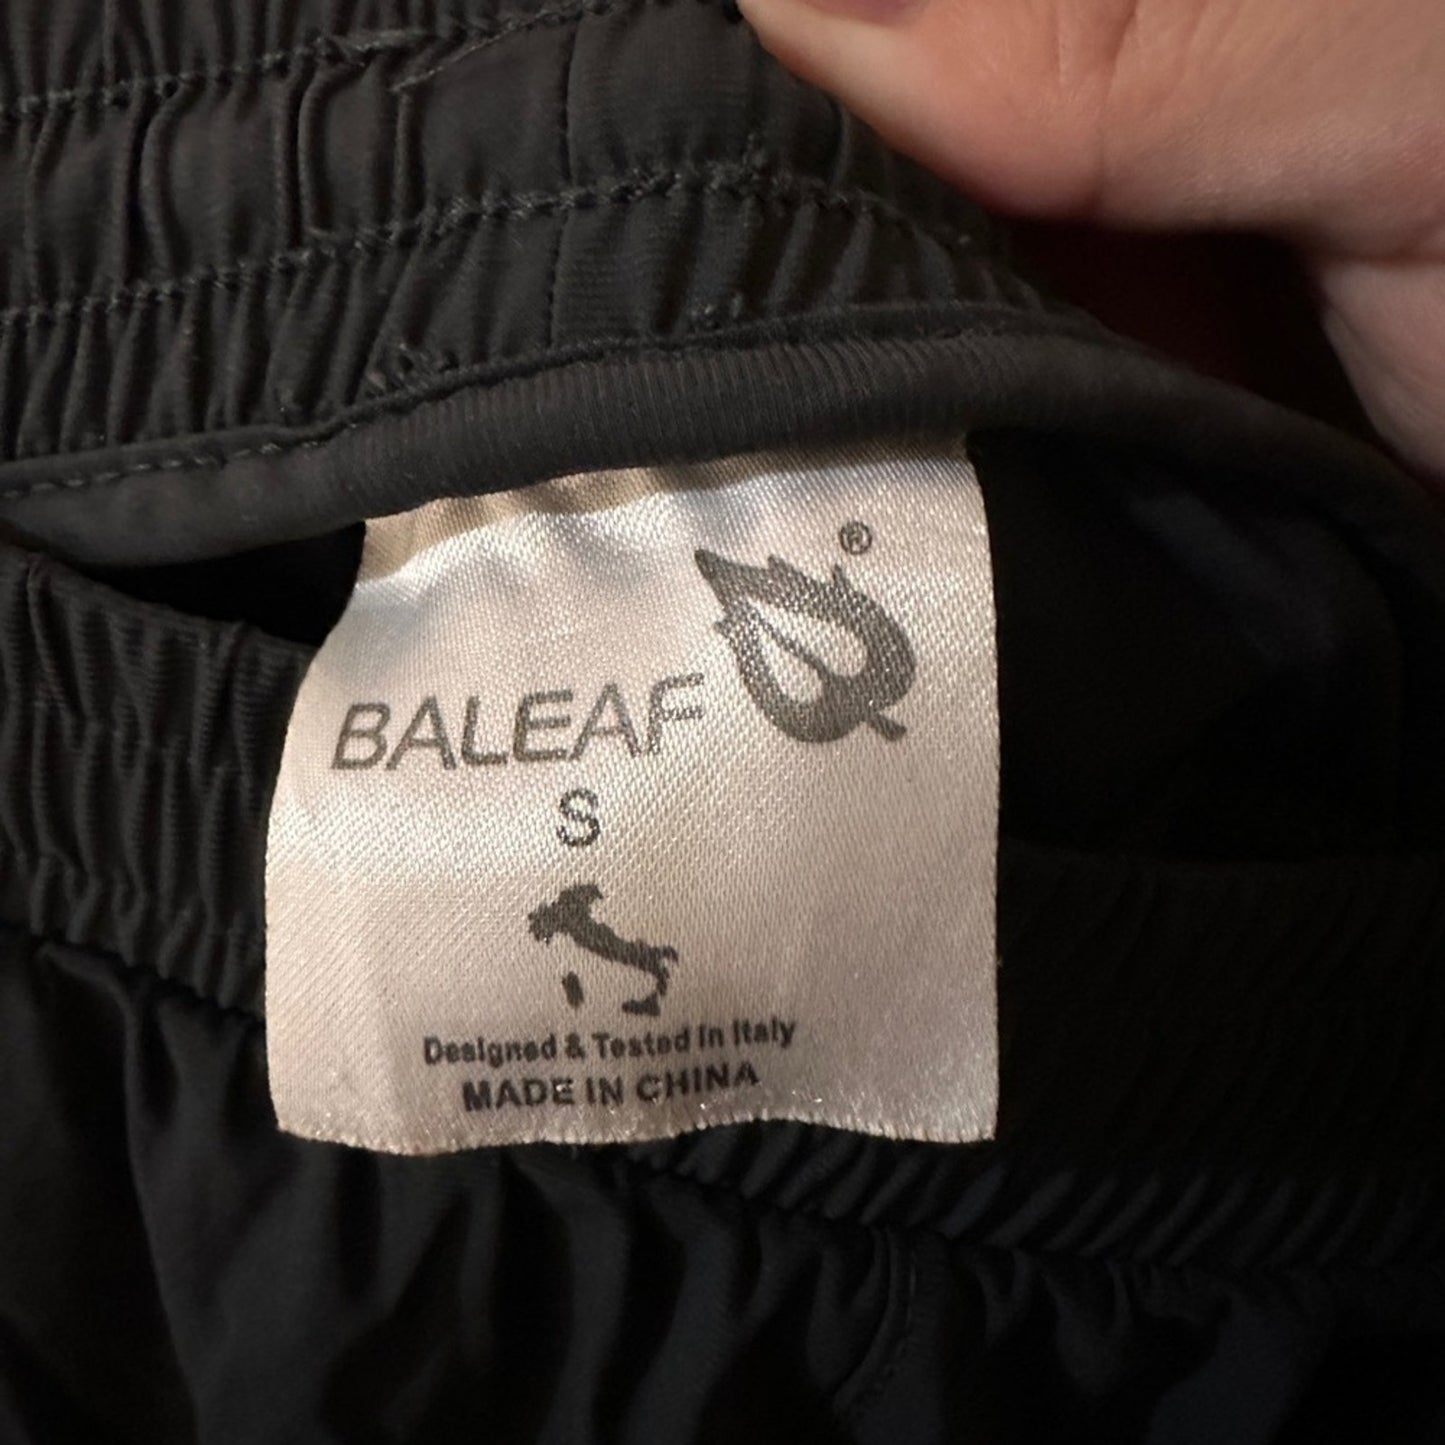 ®
BALEAF
S
Designed & Tested In Italy
MADE IN CHINA